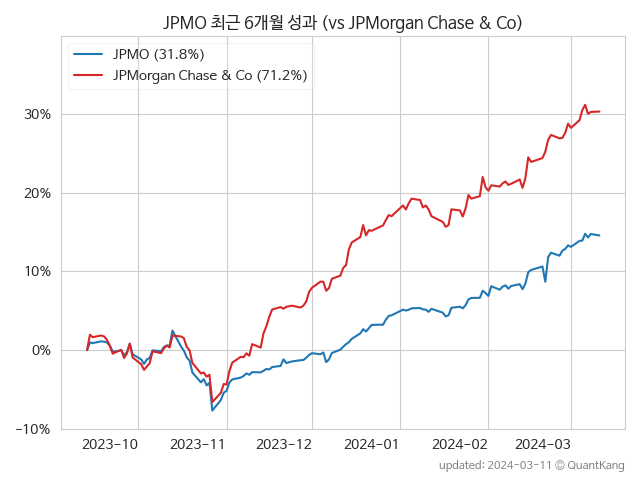 JPMO 최근 6개월 성과 (vs JPMorgan Chase & Co)
JPMO (31.8%)
JPMorgan Chase & Co (71.2%)
30%
20%
10%
0%
−10%
2023−10
2023−11
2023−12
2024−01
2024−02
2024−03
updated: 2024-03-11 © QuantKang